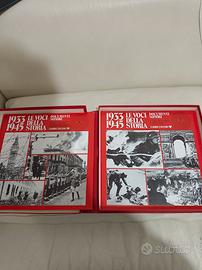 1933
1945
LE VOCI
DELLA
STORIA
DOCUMENTI
SONORI
1933
1945
LE VOCI
DELLA
STORIA
DOCUMENTI
SONORI
subito.it